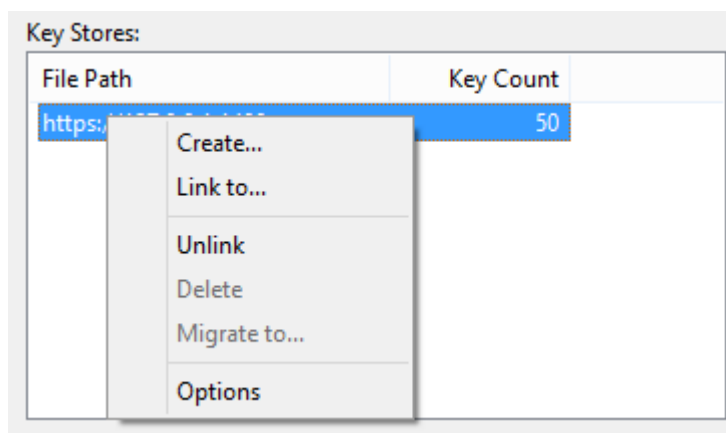 Key Stores:
File Path Key Count
https:/ 50
Create...
Link to...
Unlink
Delete
Migrate to...
Options